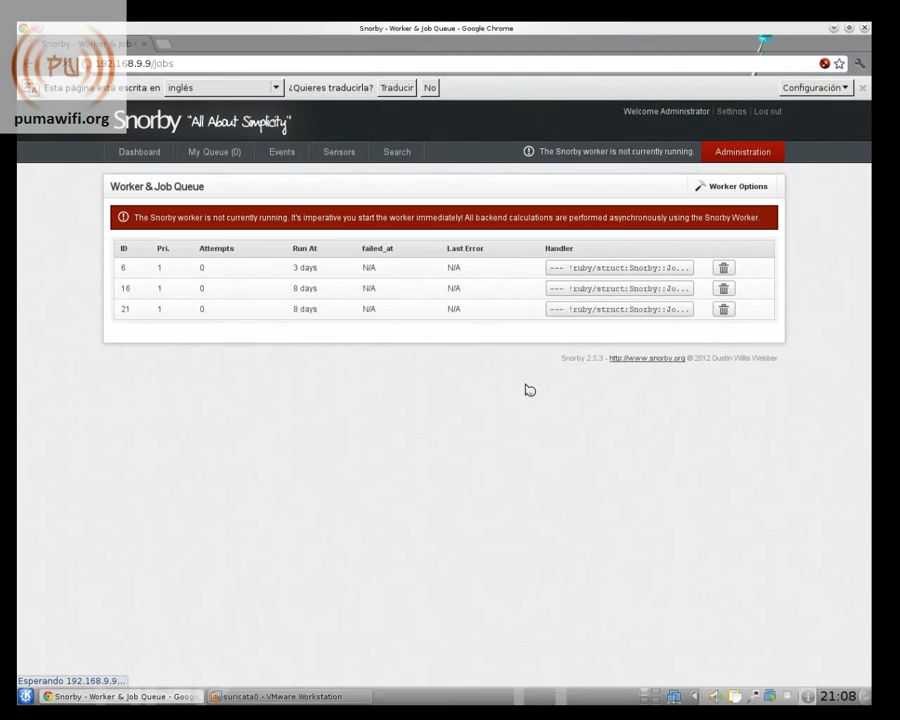 Snorby - Worker & Job Queue - Google Chrome
Snorby - Worker & Job
192.168.9.9/jobs
Esta página está escrita en inglés ¿Quieres traducirla? Traducir No Configuración
PU
pumawifi.org
Snorby "All About Simplicity"
Welcome Administrator Settings Log out
Dashboard My Queue (0) Events Sensors Search The Snorby worker is not currently running. Administration
Worker & Job Queue Worker Options
The Snorby worker is not currently running. It's imperative you start the worker immediately! All backend calculations are performed asynchronously using the Snorby Worker.
ID Pri. Attempts Run At failed_at Last Error Handler
6 1 0 3 days N/A N/A --- !ruby/struct:Snorby::Jo...
16 1 0 8 days N/A N/A --- !ruby/struct:Snorby::Jo...
21 1 0 8 days N/A N/A --- !ruby/struct:Snorby::Jo...
Snorby 2.5.3 - http://www.snorby.org © 2012 Dustin Willis Webber
Esperando 192.168.9.9...
Snorby - Worker & Job Queue - Goog suricata0 - VMware Workstation 21:08